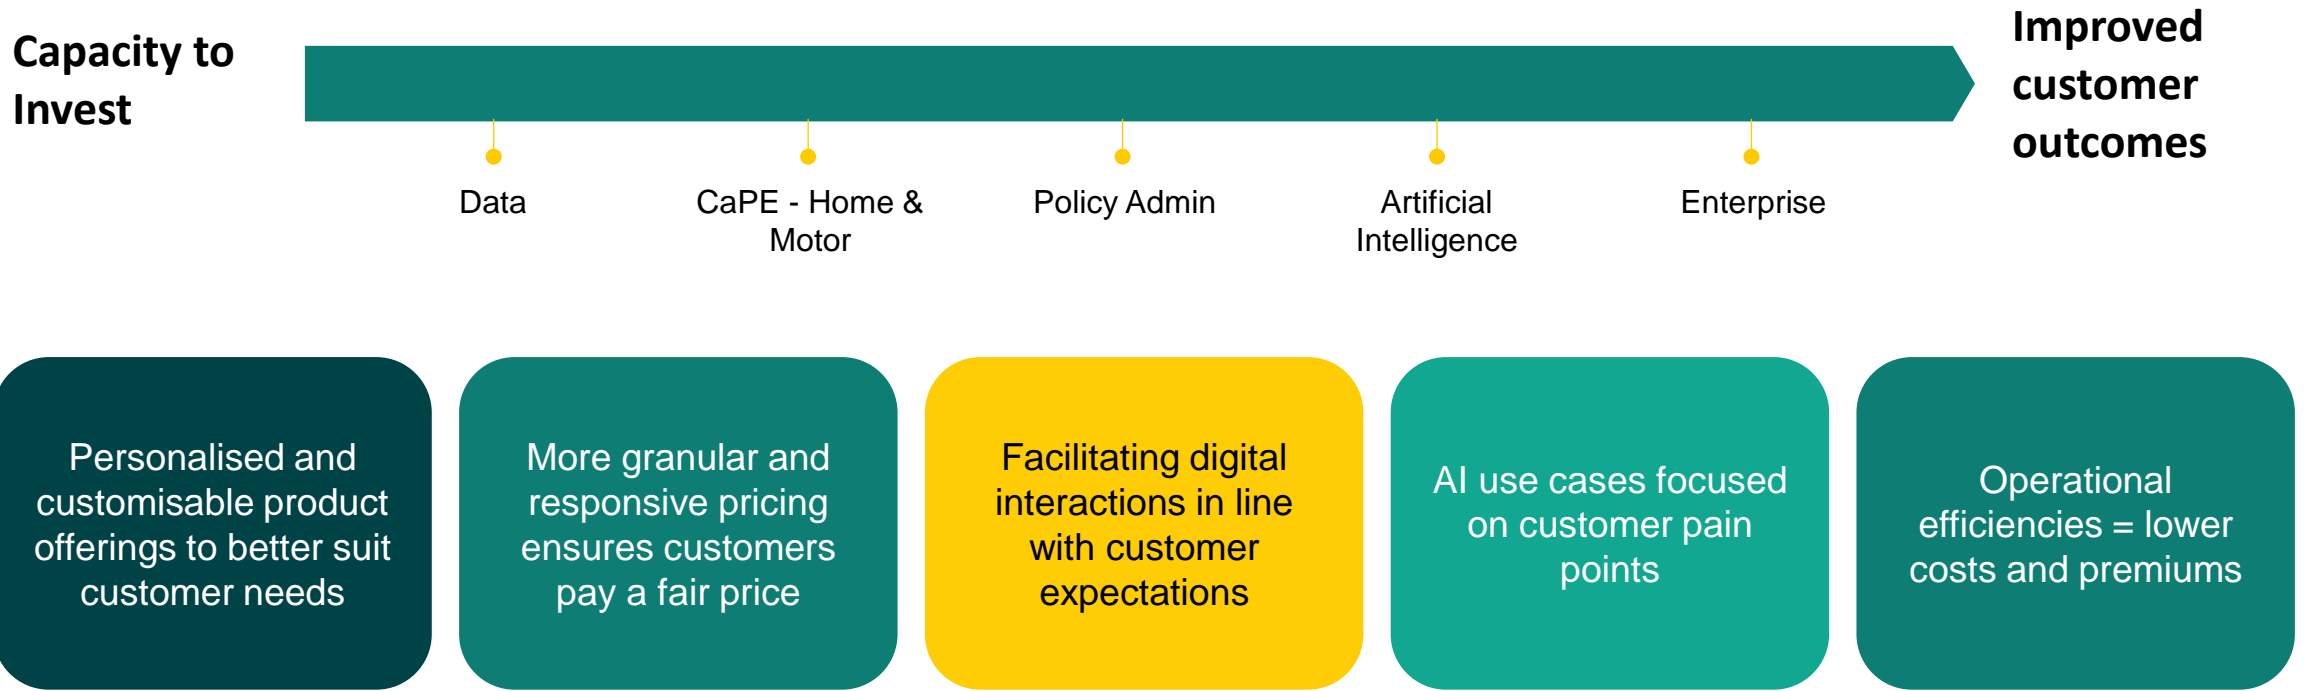 Capacity to
Invest
Improved
customer
outcomes
Data
CaPE - Home &
Motor
Policy Admin
Artificial
Intelligence
Enterprise
Personalised and
customisable product
offerings to better suit
customer needs
More granular and
responsive pricing
ensures customers
pay a fair price
Facilitating digital
interactions in line
with customer
expectations
AI use cases focused
on customer pain
points
Operational
efficiencies = lower
costs and premiums